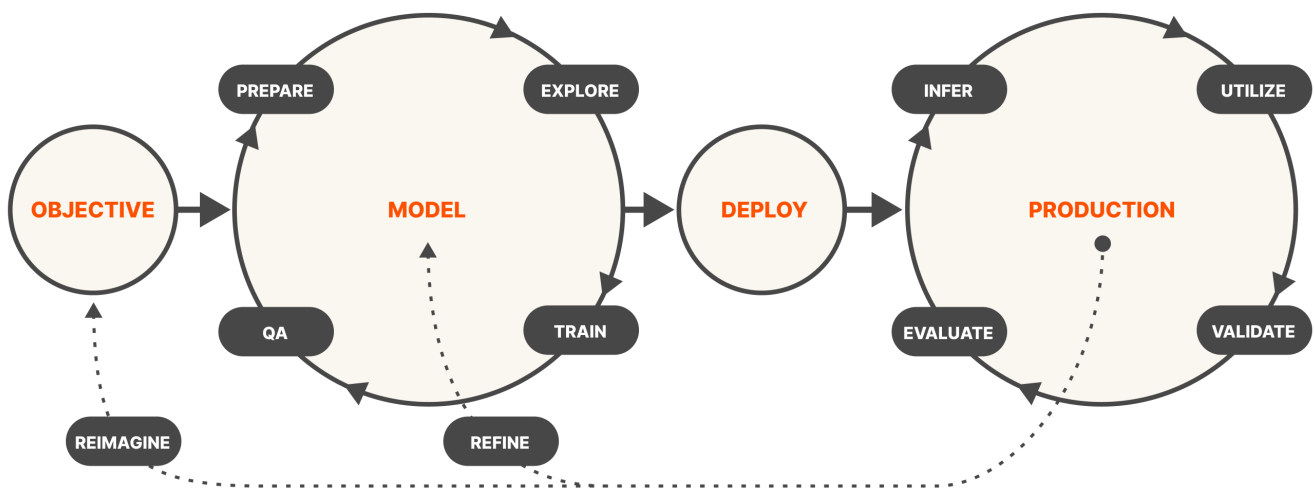 PREPARE
EXPLORE
INFER
UTILIZE
OBJECTIVE
MODEL
DEPLOY
PRODUCTION
QA
TRAIN
EVALUATE
VALIDATE
REIMAGINE
REFINE